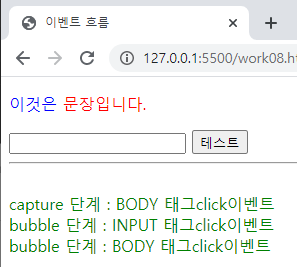 이벤트 흐름
127.0.0.1:5500/work08.h
이것은 문장입니다.
테스트
capture 단계 : BODY 태그click이벤트
bubble 단계 : INPUT 태그click이벤트
bubble 단계 : BODY 태그click이벤트